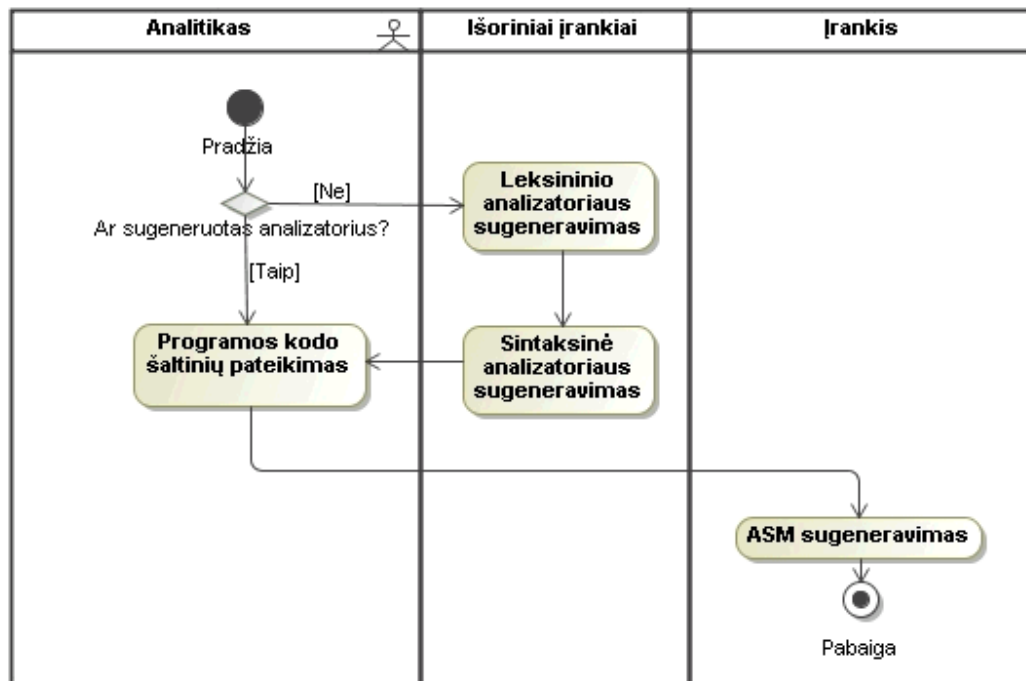 Analitikas
Išoriniai įrankiai
Įrankis
Pradžia
[Ne]
Ar sugeneruotas analizatorius?
[Taip]
Leksininio
analizatoriaus
sugeneravimas
Programos kodo
šaltinių pateikimas
Sintaksinė
analizatoriaus
sugeneravimas
ASM sugeneravimas
Pabaiga